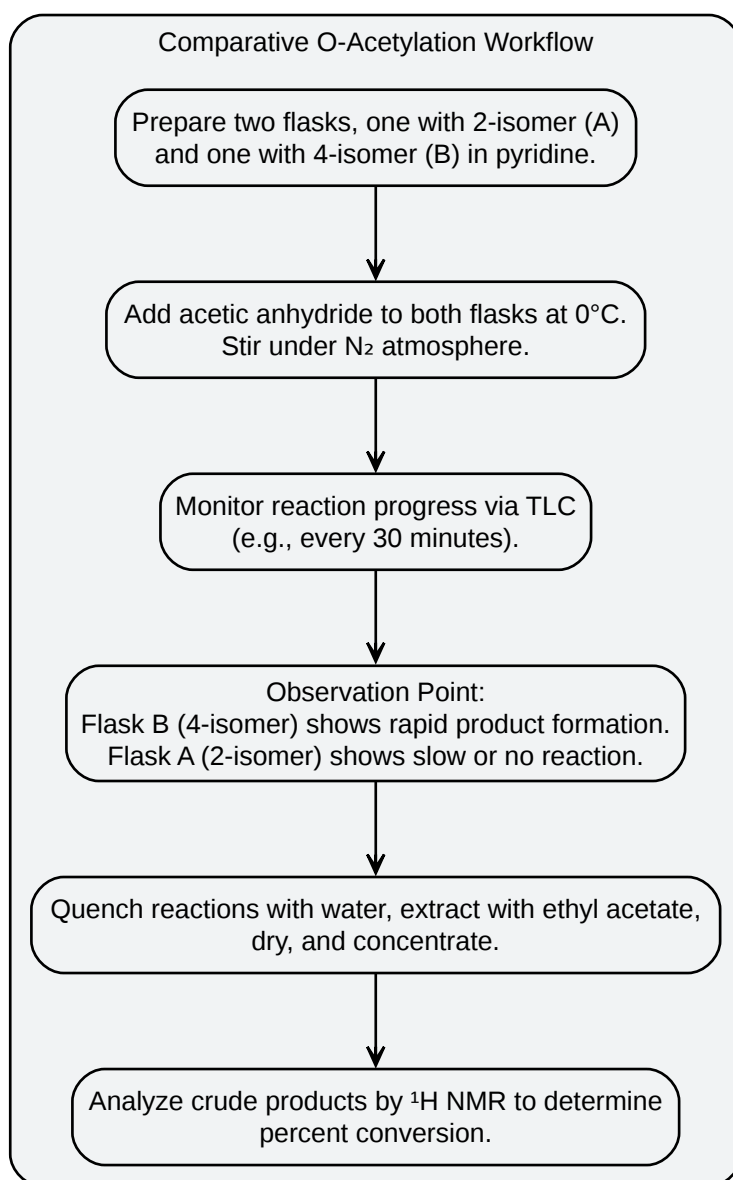 Comparative O-Acetylation Workflow
Prepare two flasks, one with 2-isomer (A)
and one with 4-isomer (B) in pyridine.
Add acetic anhydride to both flasks at 0°C.
Stir under N₂ atmosphere.
Monitor reaction progress via TLC
(e.g., every 30 minutes).
Observation Point:
Flask B (4-isomer) shows rapid product formation.
Flask A (2-isomer) shows slow or no reaction.
Quench reactions with water, extract with ethyl acetate,
dry, and concentrate.
Analyze crude products by ¹H NMR to determine
percent conversion.